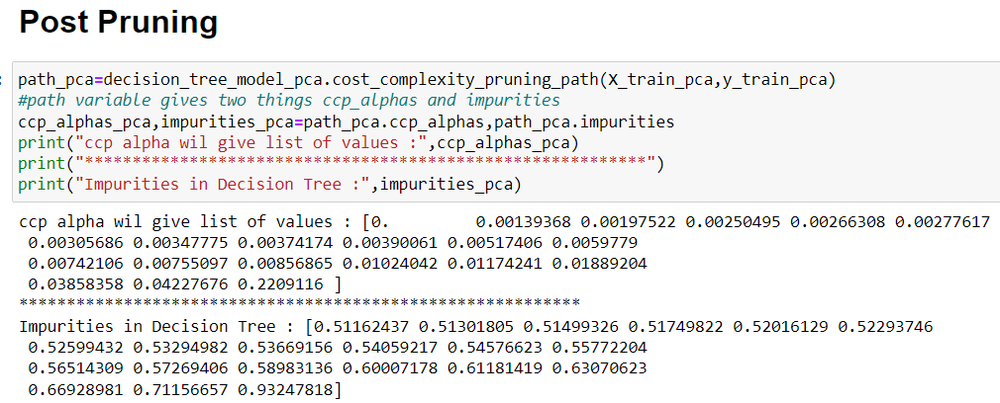 Post Pruning
: path_pca=decision_tree_model_pca.cost_complexity_pruning_path(X_train_pca,y_train_pca)
#path variable gives two things ccp_alphas and impurities
ccp_alphas_pca,impurities_pca=path_pca.ccp_alphas,path_pca.impurities
print("ccp alpha wil give list of values :",ccp_alphas_pca)
print("***********************************************************")
print("Impurities in Decision Tree :",impurities_pca)
ccp alpha wil give list of values : [0.         0.00139368 0.00197522 0.00250495 0.00266308 0.00277617
 0.00305686 0.00347775 0.00374174 0.00390061 0.00517406 0.0059779
 0.00742106 0.00755097 0.00856865 0.01024042 0.01174241 0.01889204
 0.03858358 0.04227676 0.2209116 ]
***********************************************************
Impurities in Decision Tree : [0.51162437 0.51301805 0.51499326 0.51749822 0.52016129 0.52293746
 0.52599432 0.53294982 0.53669156 0.54059217 0.54576623 0.55772204
 0.56514309 0.57269406 0.58983136 0.60007178 0.61181419 0.63070623
 0.66928981 0.71156657 0.93247818]